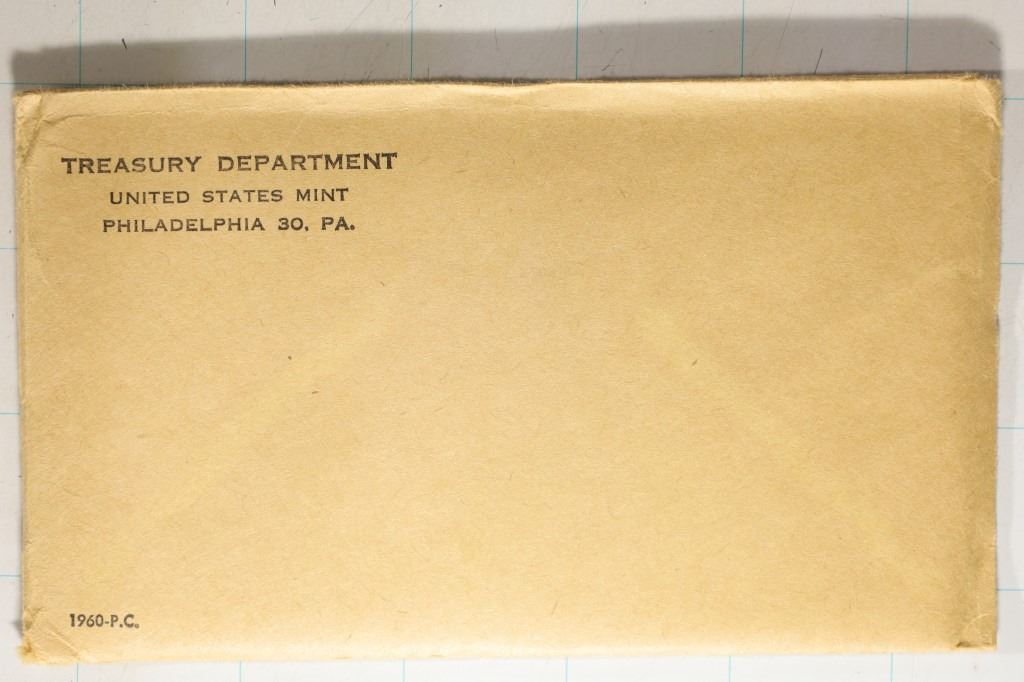 TREASURY DEPARTMENT
UNITED STATES MINT
PHILADELPHIA 30, PA.
1960-P.C.